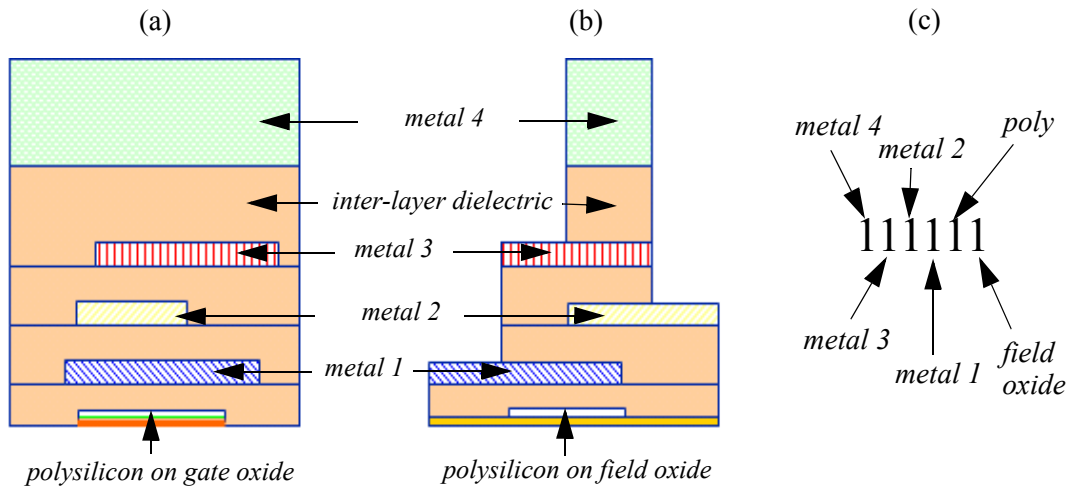 (a)
(b)
(c)
metal 4
inter-layer dielectric
metal 3
metal 2
metal 1
polysilicon on gate oxide
polysilicon on field oxide
metal 4
metal 2
poly
111111
metal 3
metal 1
field
oxide